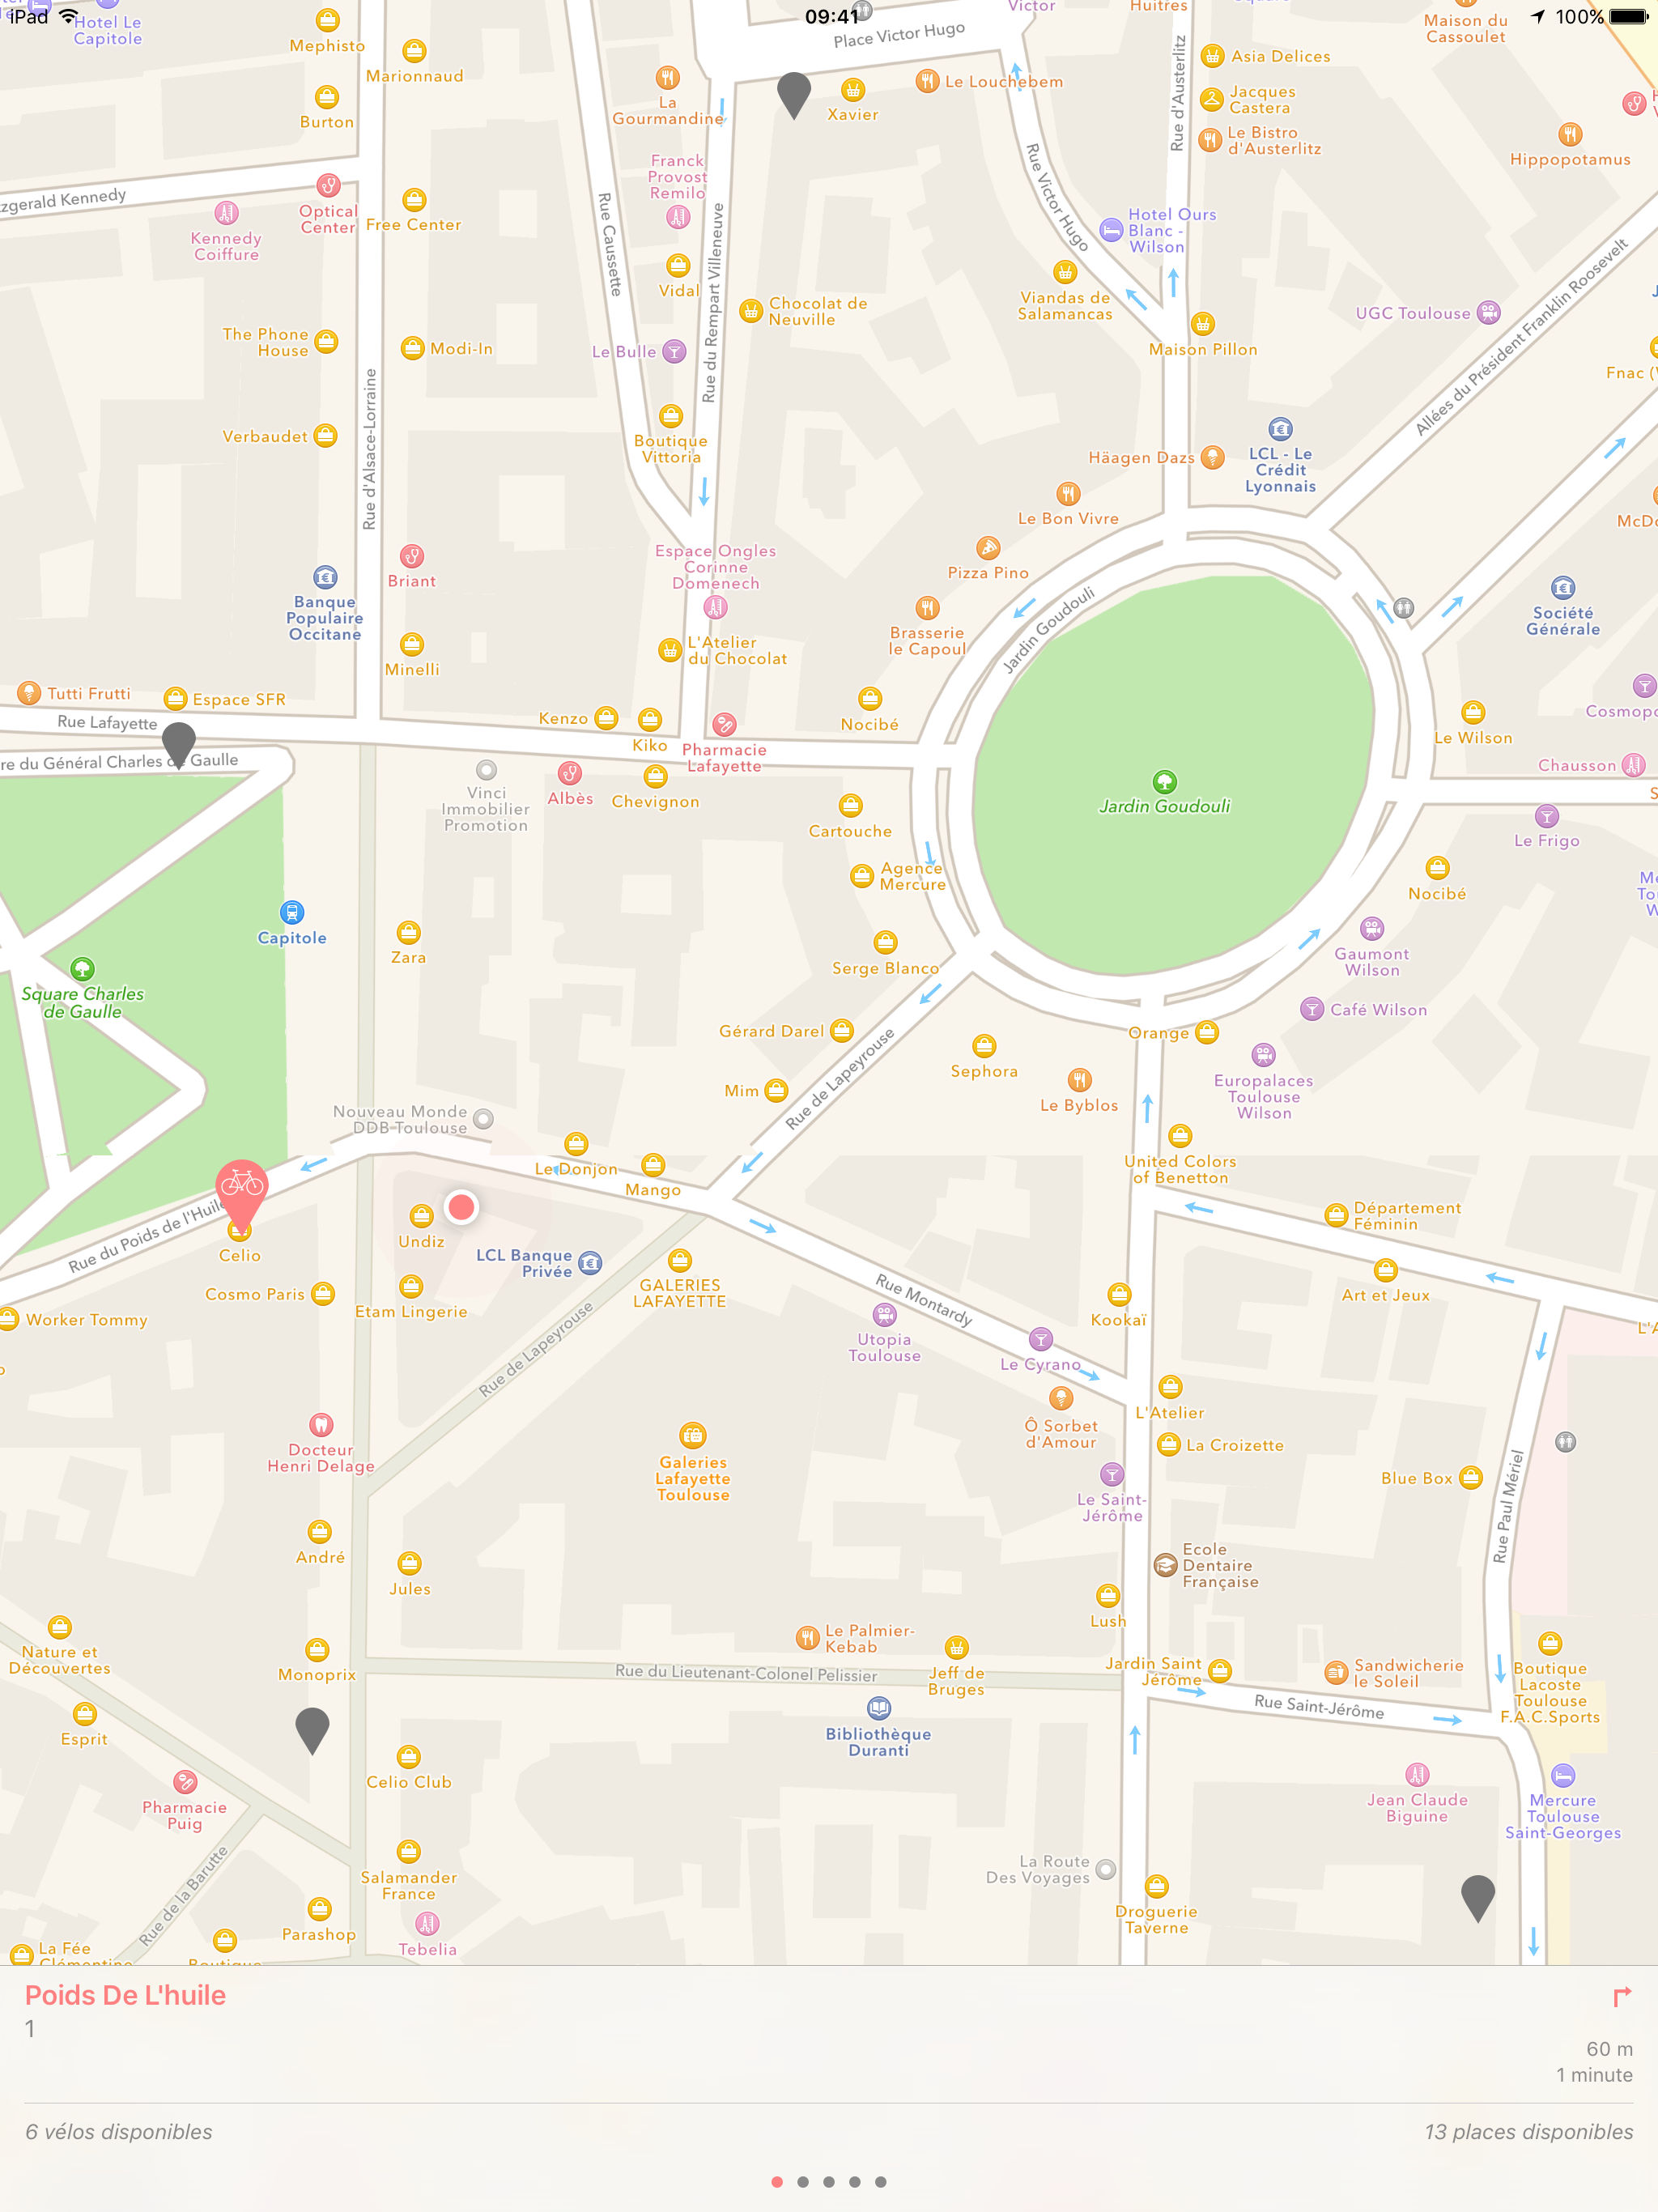 iPad
09:41
100%
Hotel Le
Capitole
Mephisto
Marionnaud
Burton
La
Gourmandine
Place Victor Hugo
Xavier
Le Louchebem
Victor
Huitres
Maison du
Cassoulet
Asia Delices
Jacques
Castera
Le Bistro
d'Austerlitz
Rue d'Austerlitz
Hippopotamus
zgerald Kennedy
Kennedy
Coiffure
Optical
Center
Free Center
Rue Caussette
Franck
Provost
Remilo
Vidal
Rue du Rempart Villeneuve
Chocolat de
Neuville
Rue Victor Hugo
Hotel Ours
Blanc -
Wilson
Viandas de
Salamancas
Maison Pillon
UGC Toulouse
Allées du Président Franklin Roosevelt
Fnac (
The Phone
House
Modi-In
Le Bulle
Rue d'Alsace-Lorraine
Verbaudet
Boutique
Vittoria
Häagen Dazs
LCL - Le
Crédit
Lyonnais
Le Bon Vivre
McDo
Pizza Pino
Espace Ongles
Corinne
Domenech
Briant
Banque
Populaire
Occitane
Minelli
L'Atelier
du Chocolat
Brasserie
le Capoul
Jardin Goudouli
Société
Générale
Tutti Frutti
Espace SFR
Rue Lafayette
Kenzo
Kiko
Pharmacie
Lafayette
Nocibé
Cosmopo
Le Wilson
re du Général Charles de Gaulle
Vinci
Immobilier
Promotion
Albès
Chevignon
Cartouche
Jardin Goudouli
Chausson
Le Frigo
Agence
Mercure
Nocibé
Capitole
Zara
Serge Blanco
Gaumont
Wilson
Square Charles
de Gaulle
Gérard Darel
Café Wilson
Orange
Sephora
Mim
Rue de Lapeyrouse
Le Byblos
Europalaces
Toulouse
Wilson
Nouveau Monde
DDB Toulouse
Le Donjon
Mango
United Colors
of Benetton
Rue du Poids de l'Huile
Celio
Undiz
LCL Banque
Privée
GALERIES
LAFAYETTE
Département
Féminin
Art et Jeux
Cosmo Paris
Etam Lingerie
Worker Tommy
Rue de Lapeyrouse
Rue Montardy
Utopia
Toulouse
Le Cyrano
Kookaï
L'A
Docteur
Henri Delage
Galeries
Lafayette
Toulouse
Ô Sorbet
d'Amour
L'Atelier
La Croizette
Blue Box
Le Saint-
Jérôme
Rue Paul Mériel
André
Jules
Ecole
Dentaire
Française
Lush
Nature et
Découvertes
Monoprix
Le Palmier-
Kebab
Rue du Lieutenant-Colonel Pelissier
Jeff de
Bruges
Jardin Saint
Jérôme
Sandwicherie
le Soleil
Boutique
Lacoste
Toulouse
F.A.C.Sports
Rue Saint-Jérôme
Esprit
Bibliothèque
Duranti
Celio Club
Pharmacie
Puig
Jean Claude
Biguine
Mercure
Toulouse
Saint-Georges
Rue de la Barutte
Salamander
France
La Route
Des Voyages
Droguerie
Taverne
Parashop
Tebelia
La Fée
Clémentine
Boutique
Poids De L'huile
1
60 m
1 minute
6 vélos disponibles
13 places disponibles